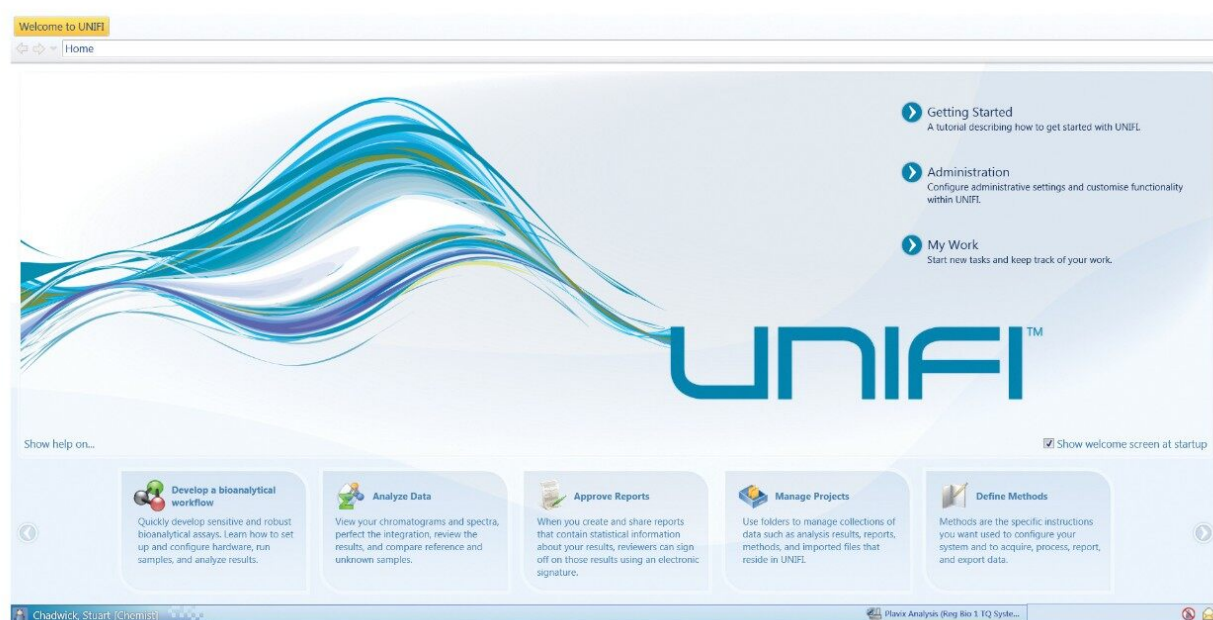 Welcome to UNIFI
Home
Getting Started
A tutorial describing how to get started with UNIFI.
Administration
Configure administrative settings and customise functionality
within UNIFI.
My Work
Start new tasks and keep track of your work.
UNIFI™
Show help on...
Show welcome screen at startup
Develop a bioanalytical
workflow
Quickly develop sensitive and robust
bioanalytical assays. Learn how to set
up and configure hardware, run
samples, and analyze results.
Analyze Data
View your chromatograms and spectra,
perfect the integration, review the
results, and compare reference and
unknown samples.
Approve Reports
When you create and share reports
that contain statistical information
about your results, reviewers can sign
off on those results using an electronic
signature.
Manage Projects
Use folders to manage collections of
data such as analysis results, reports,
methods, and imported files that
reside in UNIFI.
Define Methods
Methods are the specific instructions
you want used to configure your
system and to acquire, process, report,
and export data.
Chadwick, Stuart (Chemist)
Plavix Analysis (Reg Bio 1 TQ Syste...